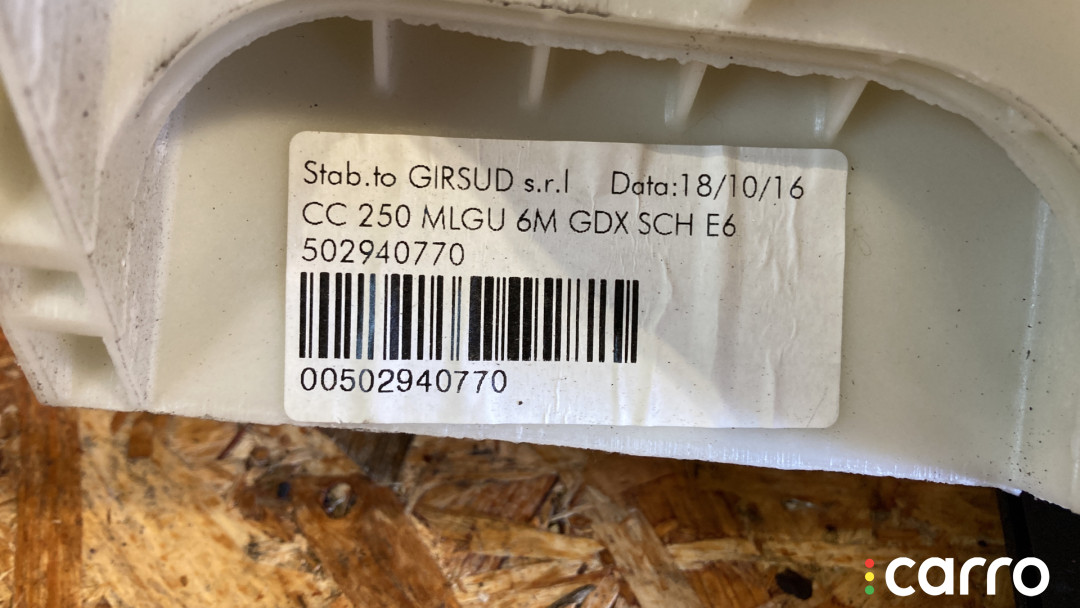 Stab.to GIRSUD s.r.l Data:18/10/16
CC 250 MLGU 6M GDX SCH E6
502940770
00502940770
carro